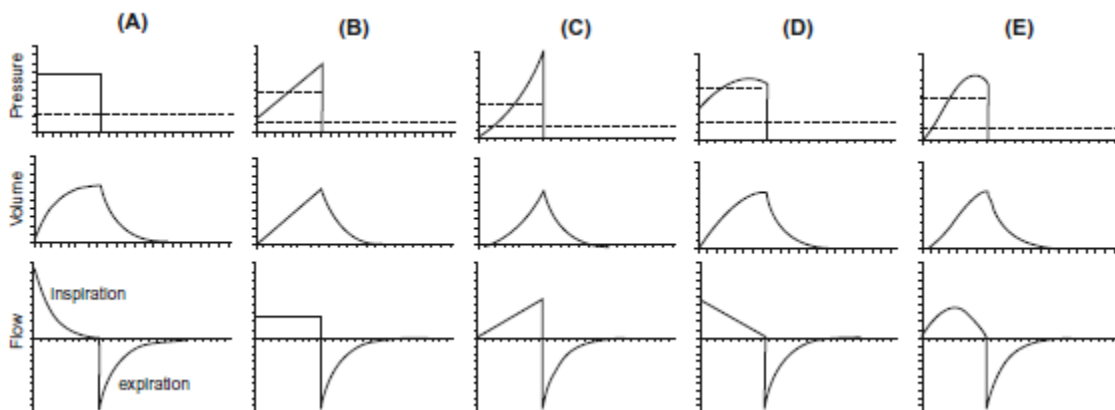 (A) (B) (C) (D) (E)
Pressure
Volume
Flow
Inspiration
expiration